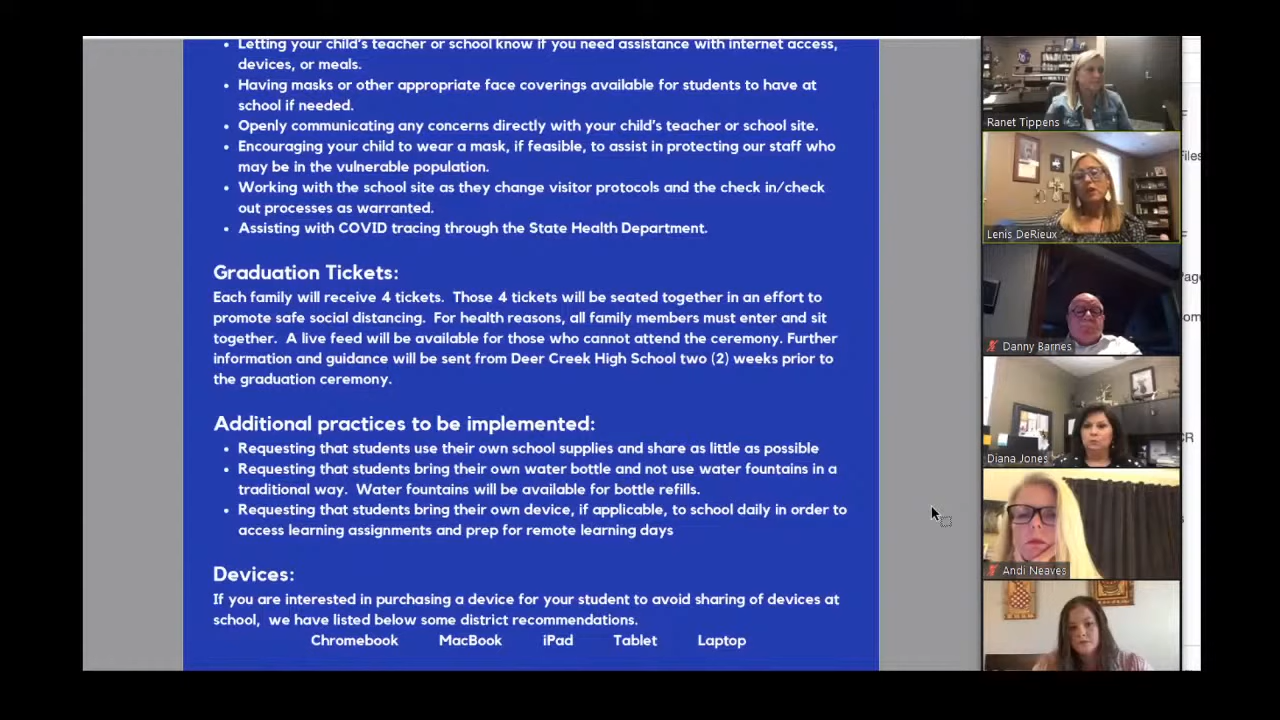 Letting your child's teacher or school know if you need assistance with internet access,
devices, or meals.
Having masks or other appropriate face coverings available for students to have at
school if needed.
Openly communicating any concerns directly with your child's teacher or school site.
Encouraging your child to wear a mask, if feasible, to assist in protecting our staff who
may be in the vulnerable population.
Working with the school site as they change visitor protocols and the check in/check
out processes as warranted.
Assisting with COVID tracing through the State Health Department.
Graduation Tickets:
Each family will receive 4 tickets. Those 4 tickets will be seated together in an effort to
promote safe social distancing. For health reasons, all family members must enter and sit
together. A live feed will be available for those who cannot attend the ceremony. Further
information and guidance will be sent from Deer Creek High School two (2) weeks prior to
the graduation ceremony.
Additional practices to be implemented:
Requesting that students use their own school supplies and share as little as possible
Requesting that students bring their own water bottle and not use water fountains in a
traditional way. Water fountains will be available for bottle refills.
Requesting that students bring their own device, if applicable, to school daily in order to
access learning assignments and prep for remote learning days
Devices:
If you are interested in purchasing a device for your student to avoid sharing of devices at
school, we have listed below some district recommendations.
Chromebook MacBook iPad Tablet Laptop
Ranet Tippens
Lenis DeRieux
Danny Barnes
Diana Jones
Andi Neaves